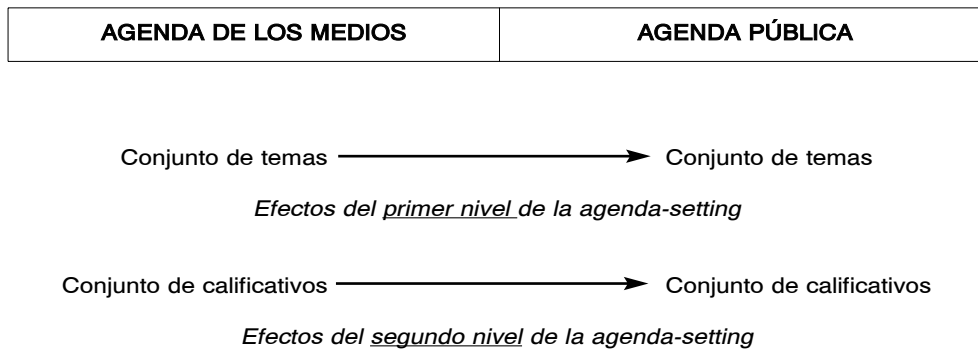 AGENDA DE LOS MEDIOS AGENDA PÚBLICA
Conjunto de temas Conjunto de temas
Efectos del primer nivel de la agenda-setting
Conjunto de calificativos Conjunto de calificativos
Efectos del segundo nivel de la agenda-setting